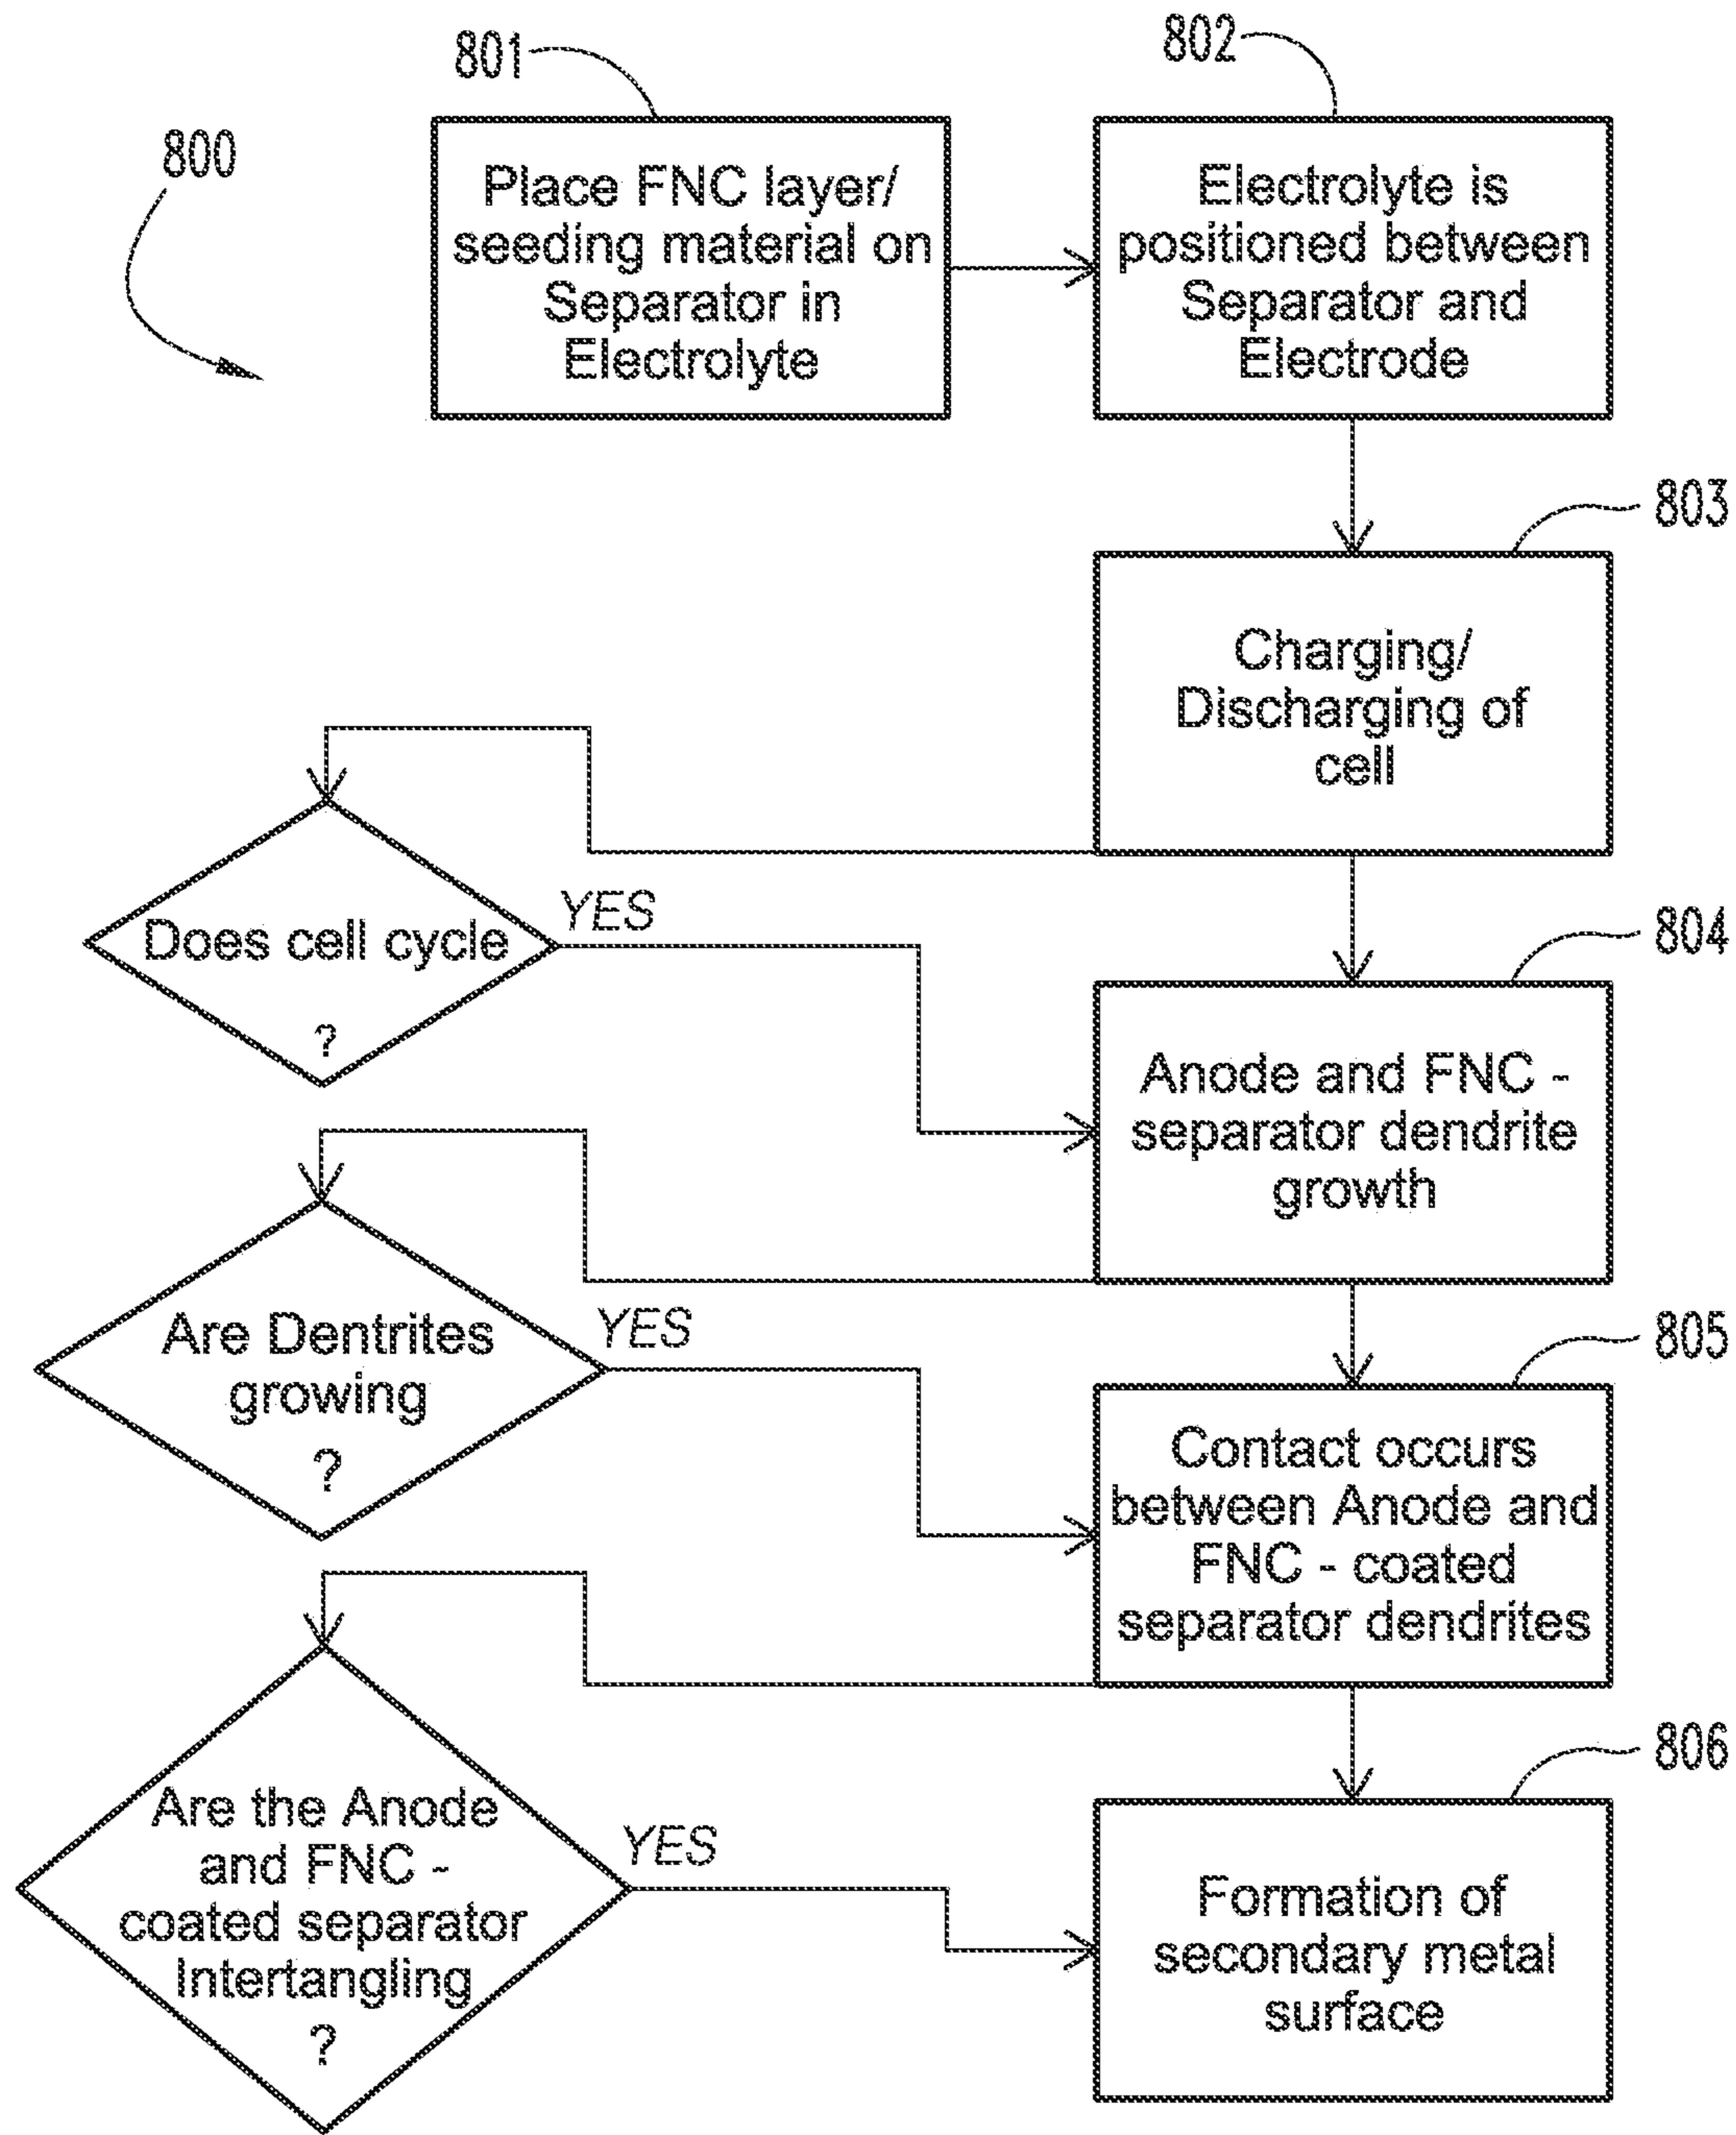 801
802
800
Place FNC layer/
seeding material on
Separator in
Electrolyte
Electrolyte is
positioned between
Separator and
Electrode
803
Charging/
Discharging of
cell
Does cell cycle
?
YES
804
Anode and FNC -
separator dendrite
growth
Are Dentrites
growing
?
YES
805
Contact occurs
between Anode and
FNC - coated
separator dendrites
Are the Anode
and FNC -
coated separator
Intertangling
?
YES
806
Formation of
secondary metal
surface